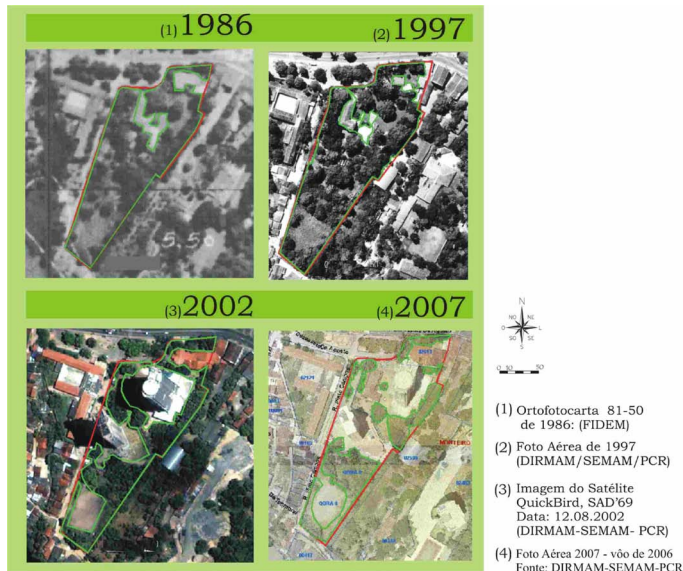 (1) 1986
(2) 1997
5.50
(3) 2002
(4) 2007
N
NO NE
O L
SO SE
S
0 10 50
MONTEIRO
(1) Ortofotocarta 81-50
de 1986: (FIDEM)
(2) Foto Aérea de 1997
(DIRMAM/SEMAM/PCR)
(3) Imagem do Satélite
QuickBird, SAD'69
Data: 12.08.2002
(DIRMAM-SEMAM- PCR)
(4) Foto Aérea 2007 - vôo de 2006
Fonte: DIRMAM-SEMAM-PCR